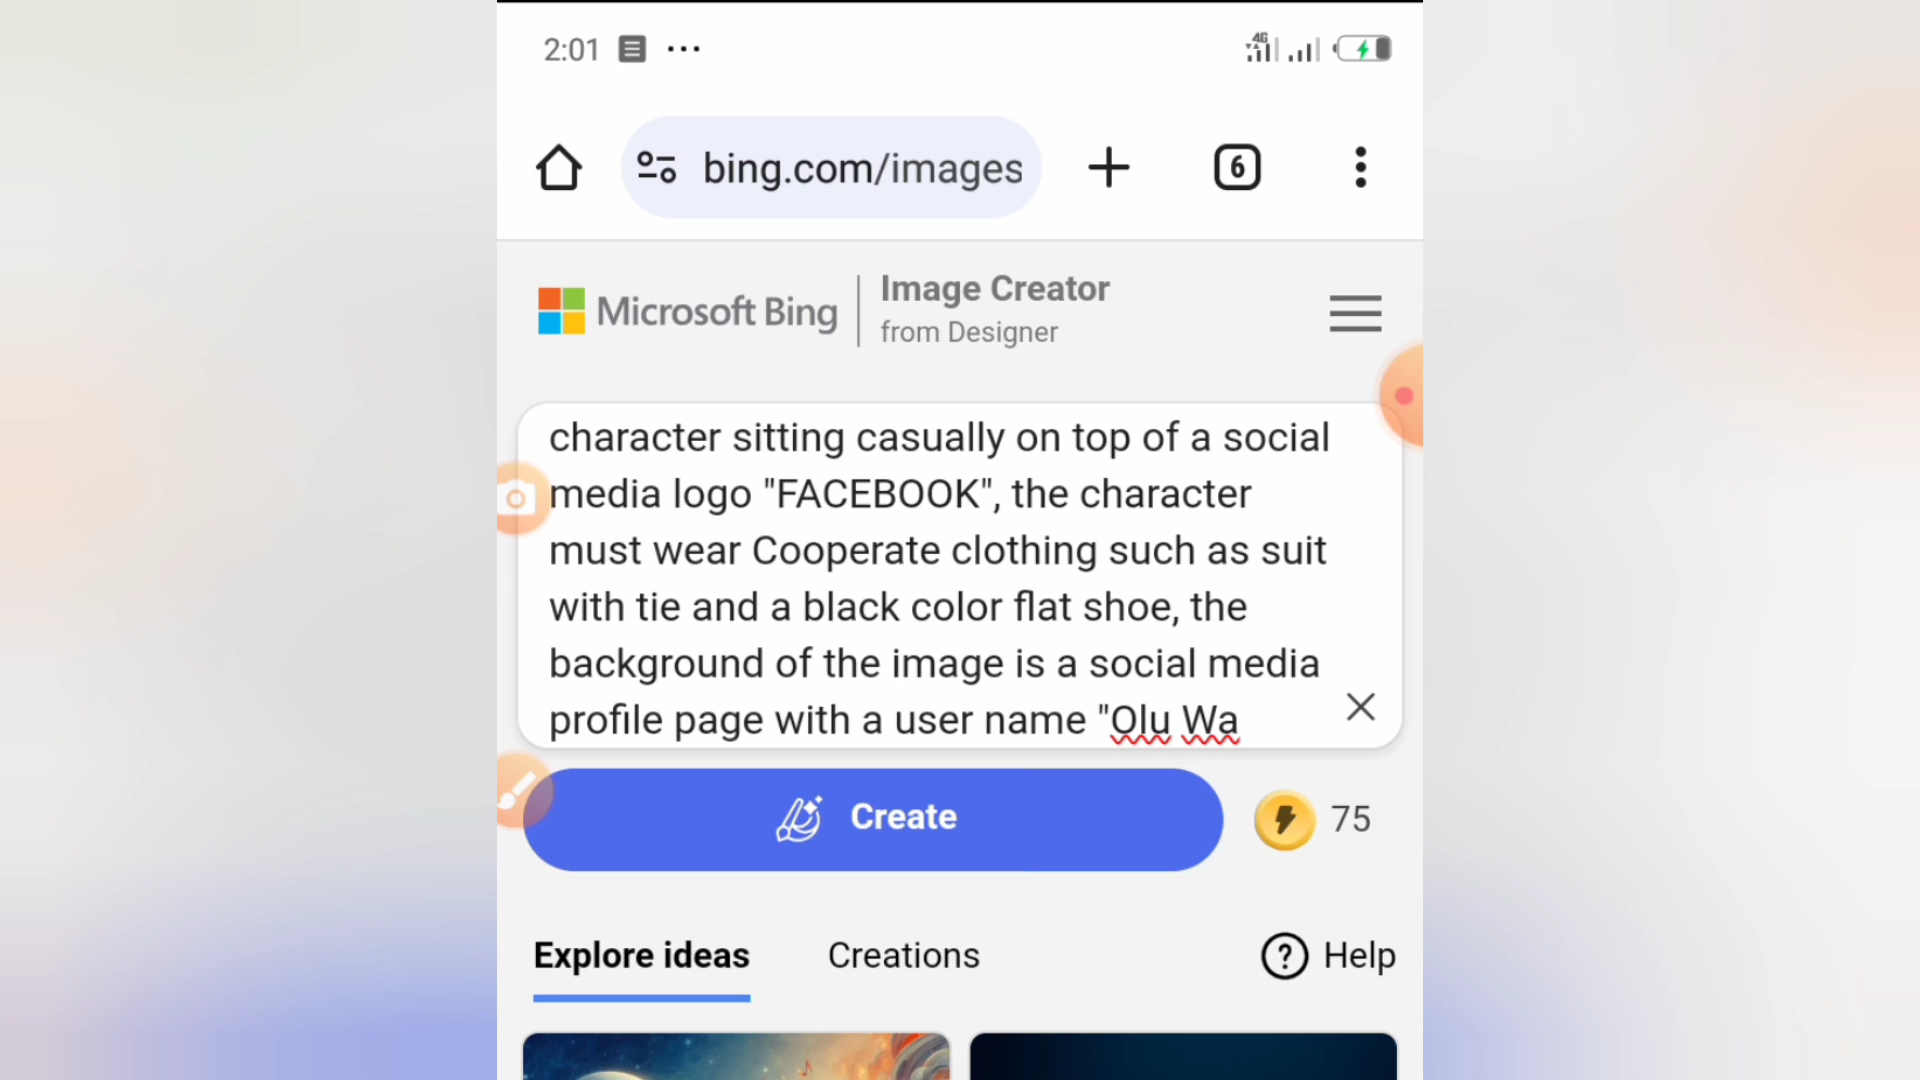 2:01
4G
bing.com/images
6
Microsoft Bing
Image Creator
from Designer
character sitting casually on top of a social
media logo "FACEBOOK", the character
must wear Cooperate clothing such as suit
with tie and a black color flat shoe, the
background of the image is a social media
profile page with a user name "Olu Wa
Create
75
Explore ideas
Creations
Help